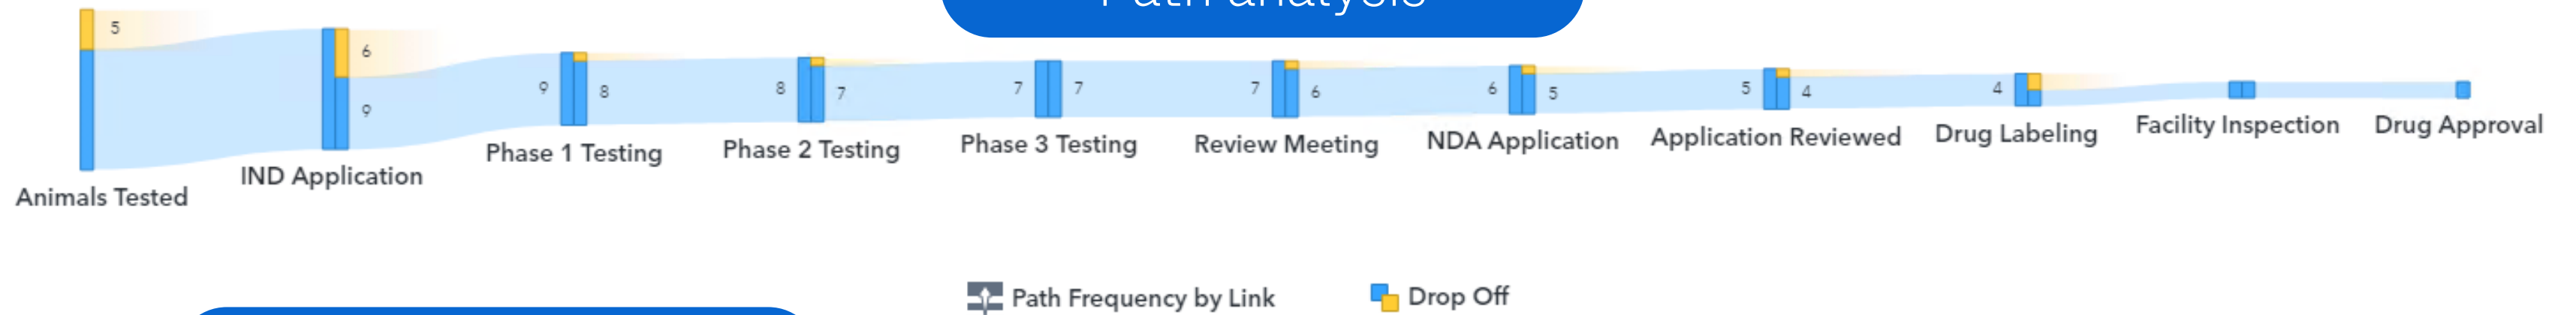 Path analysis
5
6
9
9
8
8
7
7
7
7
6
6
5
5
4
4
Animals Tested
IND Application
Phase 1 Testing
Phase 2 Testing
Phase 3 Testing
Review Meeting
NDA Application
Application Reviewed
Drug Labeling
Facility Inspection
Drug Approval
Path Frequency by Link
Drop Off